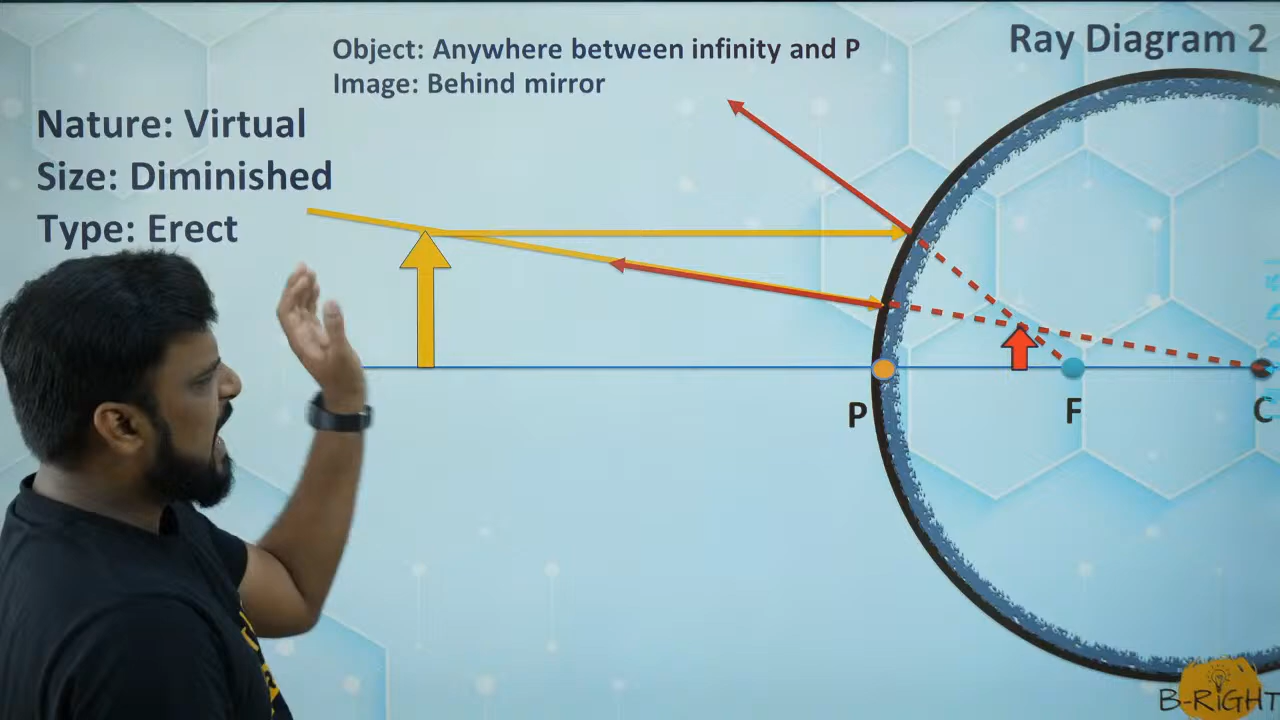 Ray Diagram 2
Object: Anywhere between infinity and P
Image: Behind mirror
Nature: Virtual
Size: Diminished
Type: Erect
P
F
C
B-RiGHT